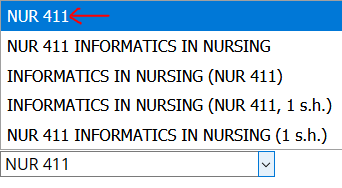 NUR 411
NUR 411 INFORMATICS IN NURSING
INFORMATICS IN NURSING (NUR 411)
INFORMATICS IN NURSING (NUR 411, 1 s.h.)
NUR 411 INFORMATICS IN NURSING (1 s.h.)
NUR 411